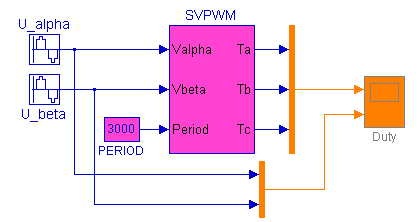 SVPWM
U_alpha
Valpha Ta
Vbeta Tb
U_beta
3000 Period Tc
PERIOD
Duty